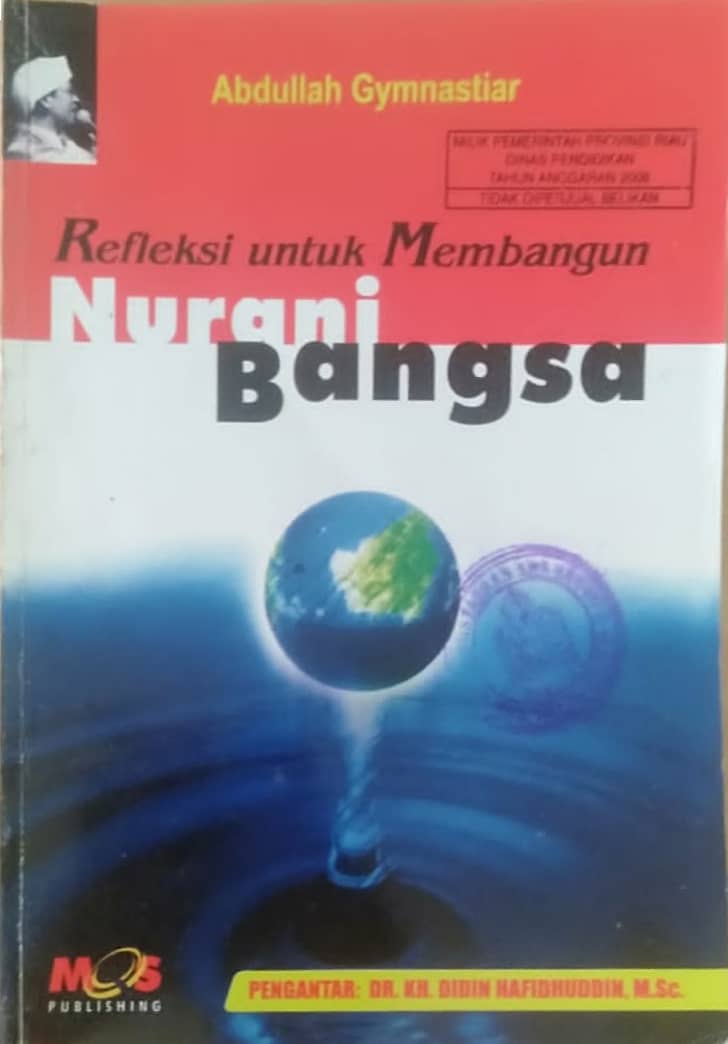 Abdullah Gymnastiar
MILIK PEMERINTAH PROVINSI RIAU
DINAS PENDIDIKAN
TAHUN ANGGARAN 2008
TIDAK DIPERJUAL BELIKAN
Refleksi untuk Membangun
Nurani
Bangsa
MQS
PUBLISHING
PENGANTAR: DR. KH. DIDIN HAFIDHUDDIN, M.Sc.